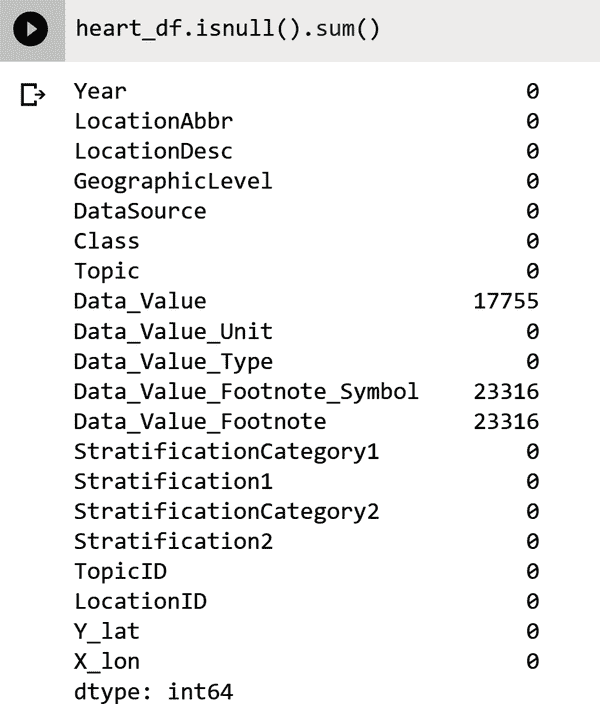 heart_df.isnull().sum()
Year 0
LocationAbbr 0
LocationDesc 0
GeographicLevel 0
DataSource 0
Class 0
Topic 0
Data_Value 17755
Data_Value_Unit 0
Data_Value_Type 0
Data_Value_Footnote_Symbol 23316
Data_Value_Footnote 23316
StratificationCategory1 0
Stratification1 0
StratificationCategory2 0
Stratification2 0
TopicID 0
LocationID 0
Y_lat 0
X_lon 0
dtype: int64